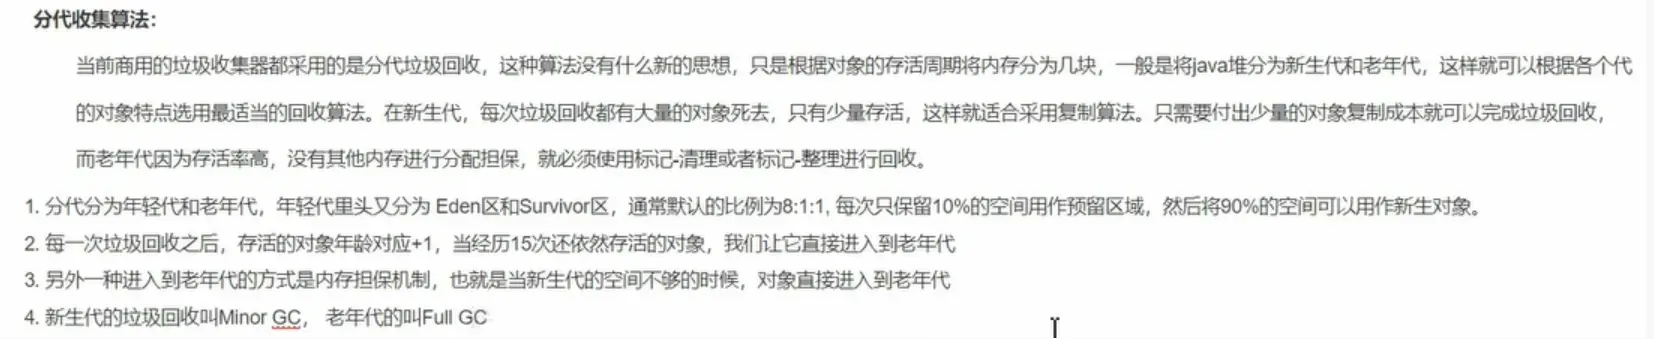 分代收集算法：
当前商用的垃圾收集器都采用的是分代垃圾回收，这种算法没有什么新的思想，只是根据对象的存活周期将内存分为几块，一般是将java堆分为新生代和老年代，这样就可以根据各个代
的对象特点选用最适当的回收算法。在新生代，每次垃圾回收都有大量的对象死去，只有少量存活，这样就适合采用复制算法。只需要付出少量的对象复制成本就可以完成垃圾回收，
而老年代因为存活率高，没有其他内存进行分配担保，就必须使用标记-清理或者标记-整理进行回收。
1. 分代分为年轻代和老年代，年轻代里头又分为 Eden区和Survivor区，通常默认的比例为8:1:1, 每次只保留10%的空间用作预留区域，然后将90%的空间可以用作新生对象。
2. 每一次垃圾回收之后，存活的对象年龄对应+1，当经历15次还依然存活的对象，我们让它直接进入到老年代
3. 另外一种进入到老年代的方式是内存担保机制，也就是当新生代的空间不够的时候，对象直接进入到老年代
4. 新生代的垃圾回收叫Minor GC， 老年代的叫Full GC